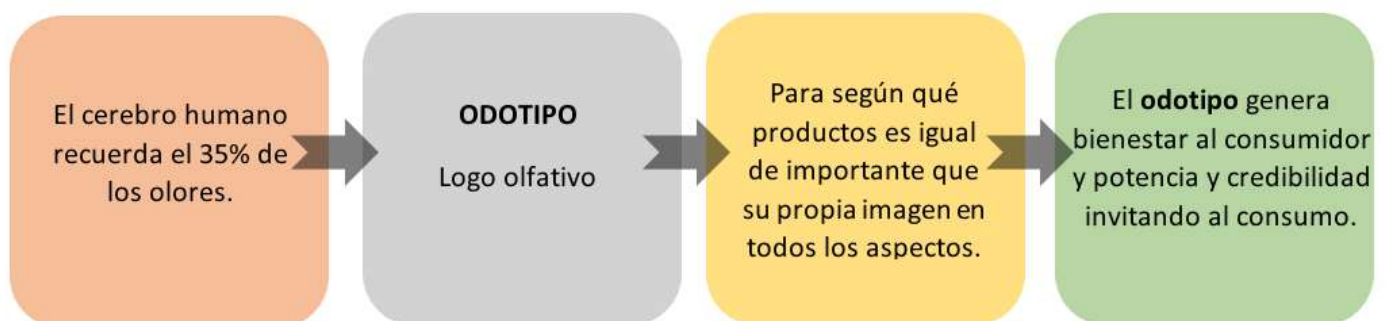 El cerebro humano
recuerda el 35% de
los olores.
ODOTIPO
Logo olfativo
Para según qué
productos es igual
de importante que
su propia imagen en
todos los aspectos.
El odotipo genera
bienestar al consumidor
y potencia y credibilidad
invitando al consumo.